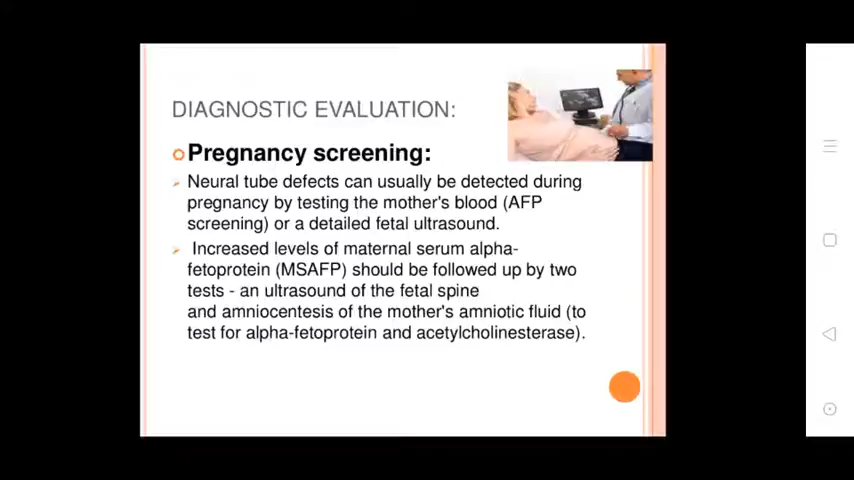 DIAGNOSTIC EVALUATION:
Pregnancy screening:
Neural tube defects can usually be detected during
pregnancy by testing the mother's blood (AFP
screening) or a detailed fetal ultrasound.
Increased levels of maternal serum alpha-
fetoprotein (MSAFP) should be followed up by two
tests - an ultrasound of the fetal spine
and amniocentesis of the mother's amniotic fluid (to
test for alpha-fetoprotein and acetylcholinesterase).